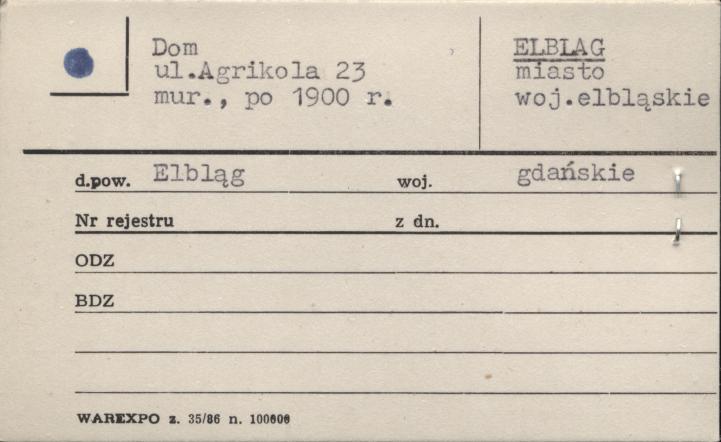 Dom
ul.Agrikola 23
mur., po 1900 r.
ELBLAG
miasto
woj.elbląskie
d.pow. Elbląg woj. gdańskie
Nr rejestru z dn.
ODZ
BDZ
WAREXPO z. 35/86 n. 100000